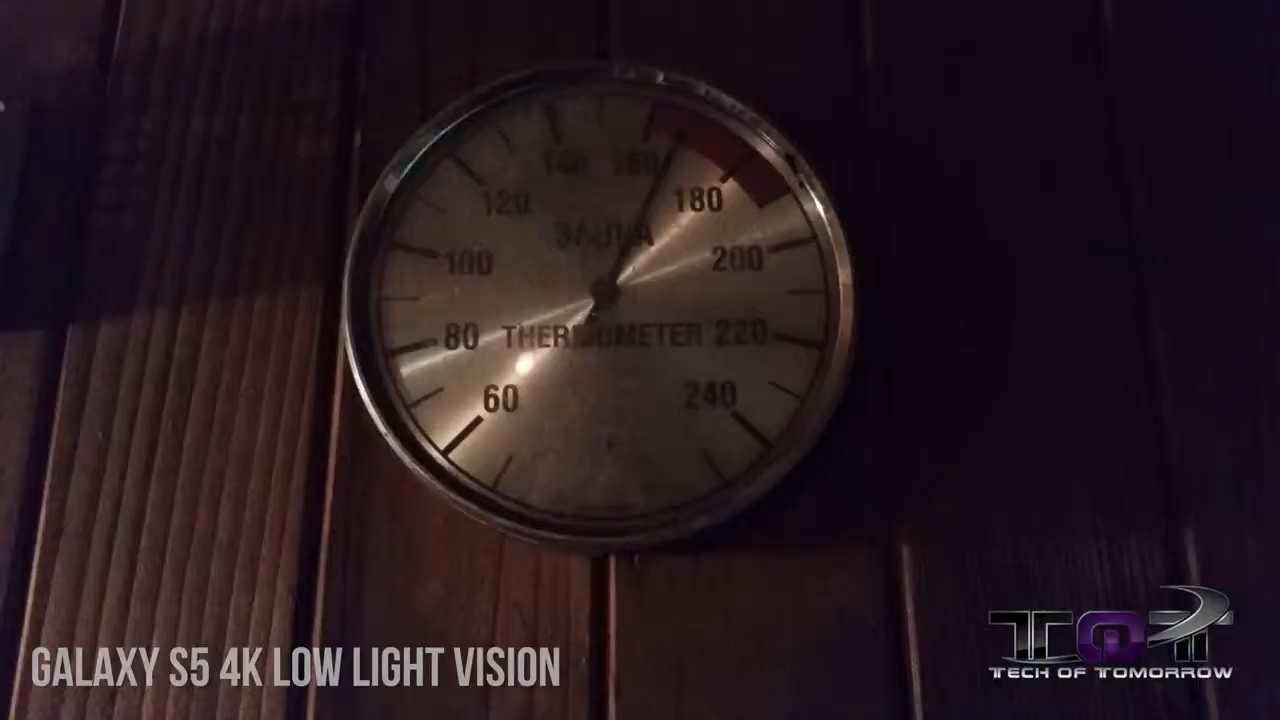 140 160
120 180
SAUNA
100 200
80 THERMOMETER 220
60 240
GALAXY S5 4K LOW LIGHT VISION
TOT
TECH OF TOMORROW